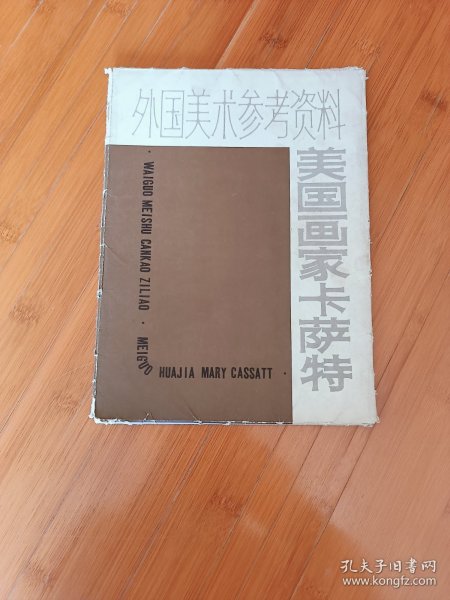 外国美术参考资料
美国画家卡萨特
· WAIGUO MEISHU CANKAO ZILIAO · MEIGUO HUAJIA MARY CASSATT ·
孔夫子旧书网
www.kongfz.com